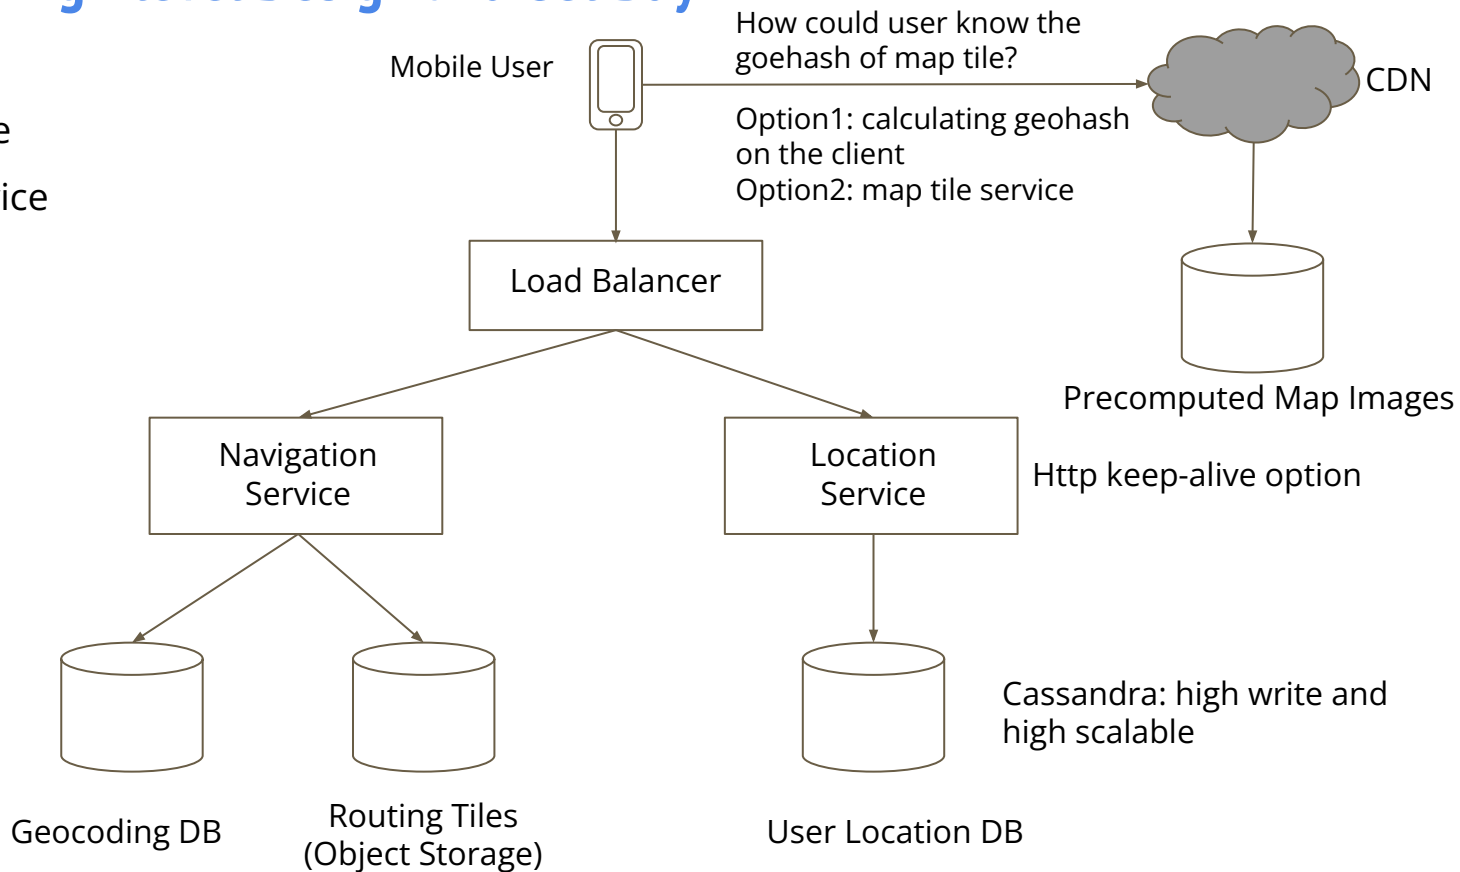 How could user know the
goehash of map tile?
Mobile User
CDN
Option1: calculating geohash
on the client
Option2: map tile service
Load Balancer
Precomputed Map Images
Navigation
Service
Location
Service
Http keep-alive option
Cassandra: high write and
high scalable
Geocoding DB
Routing Tiles
(Object Storage)
User Location DB